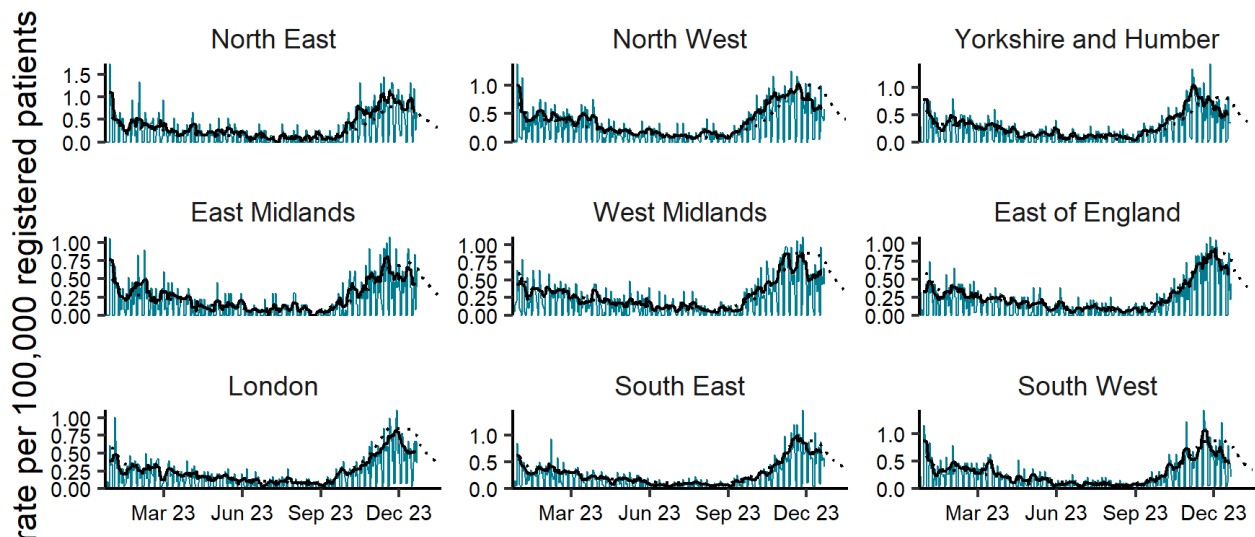 rate per 100,000 registered patients
North East
North West
Yorkshire and Humber
1.5
1.0
0.5
0.0
1.0
0.5
0.0
1.0
0.5
0.0
East Midlands
West Midlands
East of England
1.00
0.75
0.50
0.25
0.00
1.00
0.75
0.50
0.25
0.00
1.00
0.75
0.50
0.25
0.00
London
South East
South West
1.00
0.75
0.50
0.25
0.00
1.0
0.5
0.0
1.0
0.5
0.0
Mar 23 Jun 23 Sep 23 Dec 23
Mar 23 Jun 23 Sep 23 Dec 23
Mar 23 Jun 23 Sep 23 Dec 23